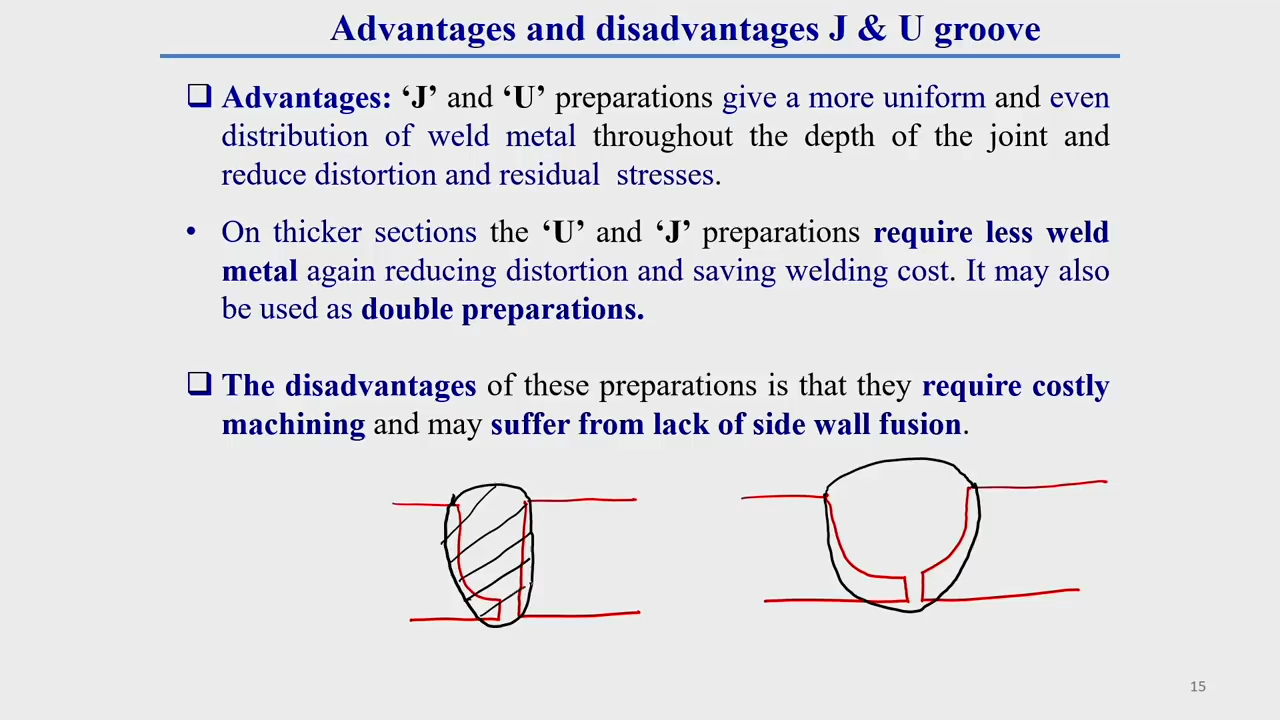 Advantages and disadvantages J & U groove
❑ Advantages: ‘J’ and ‘U’ preparations give a more uniform and even
distribution of weld metal throughout the depth of the joint and
reduce distortion and residual stresses.
• On thicker sections the ‘U’ and ‘J’ preparations require less weld
metal again reducing distortion and saving welding cost. It may also
be used as double preparations.
❑ The disadvantages of these preparations is that they require costly
machining and may suffer from lack of side wall fusion.
15